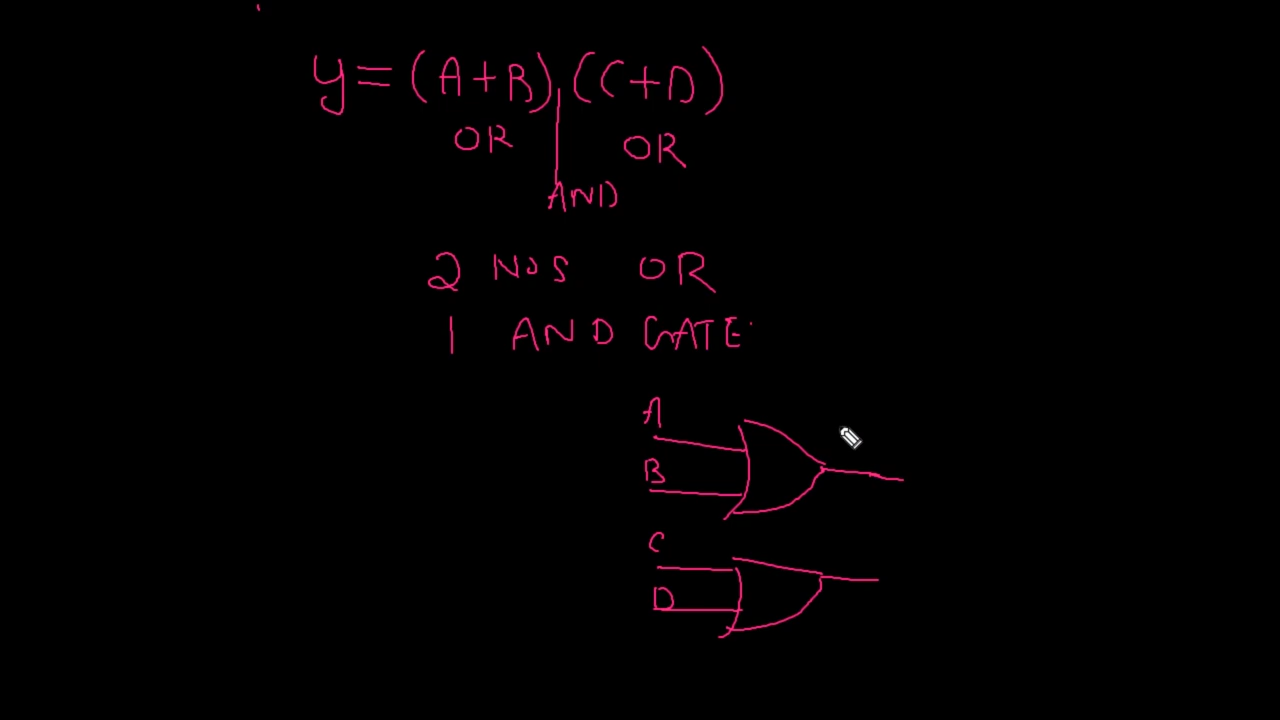 y=(A+B).(C+D)
OR OR
AND
2 NOS OR
1 AND GATE
A
B
C
D